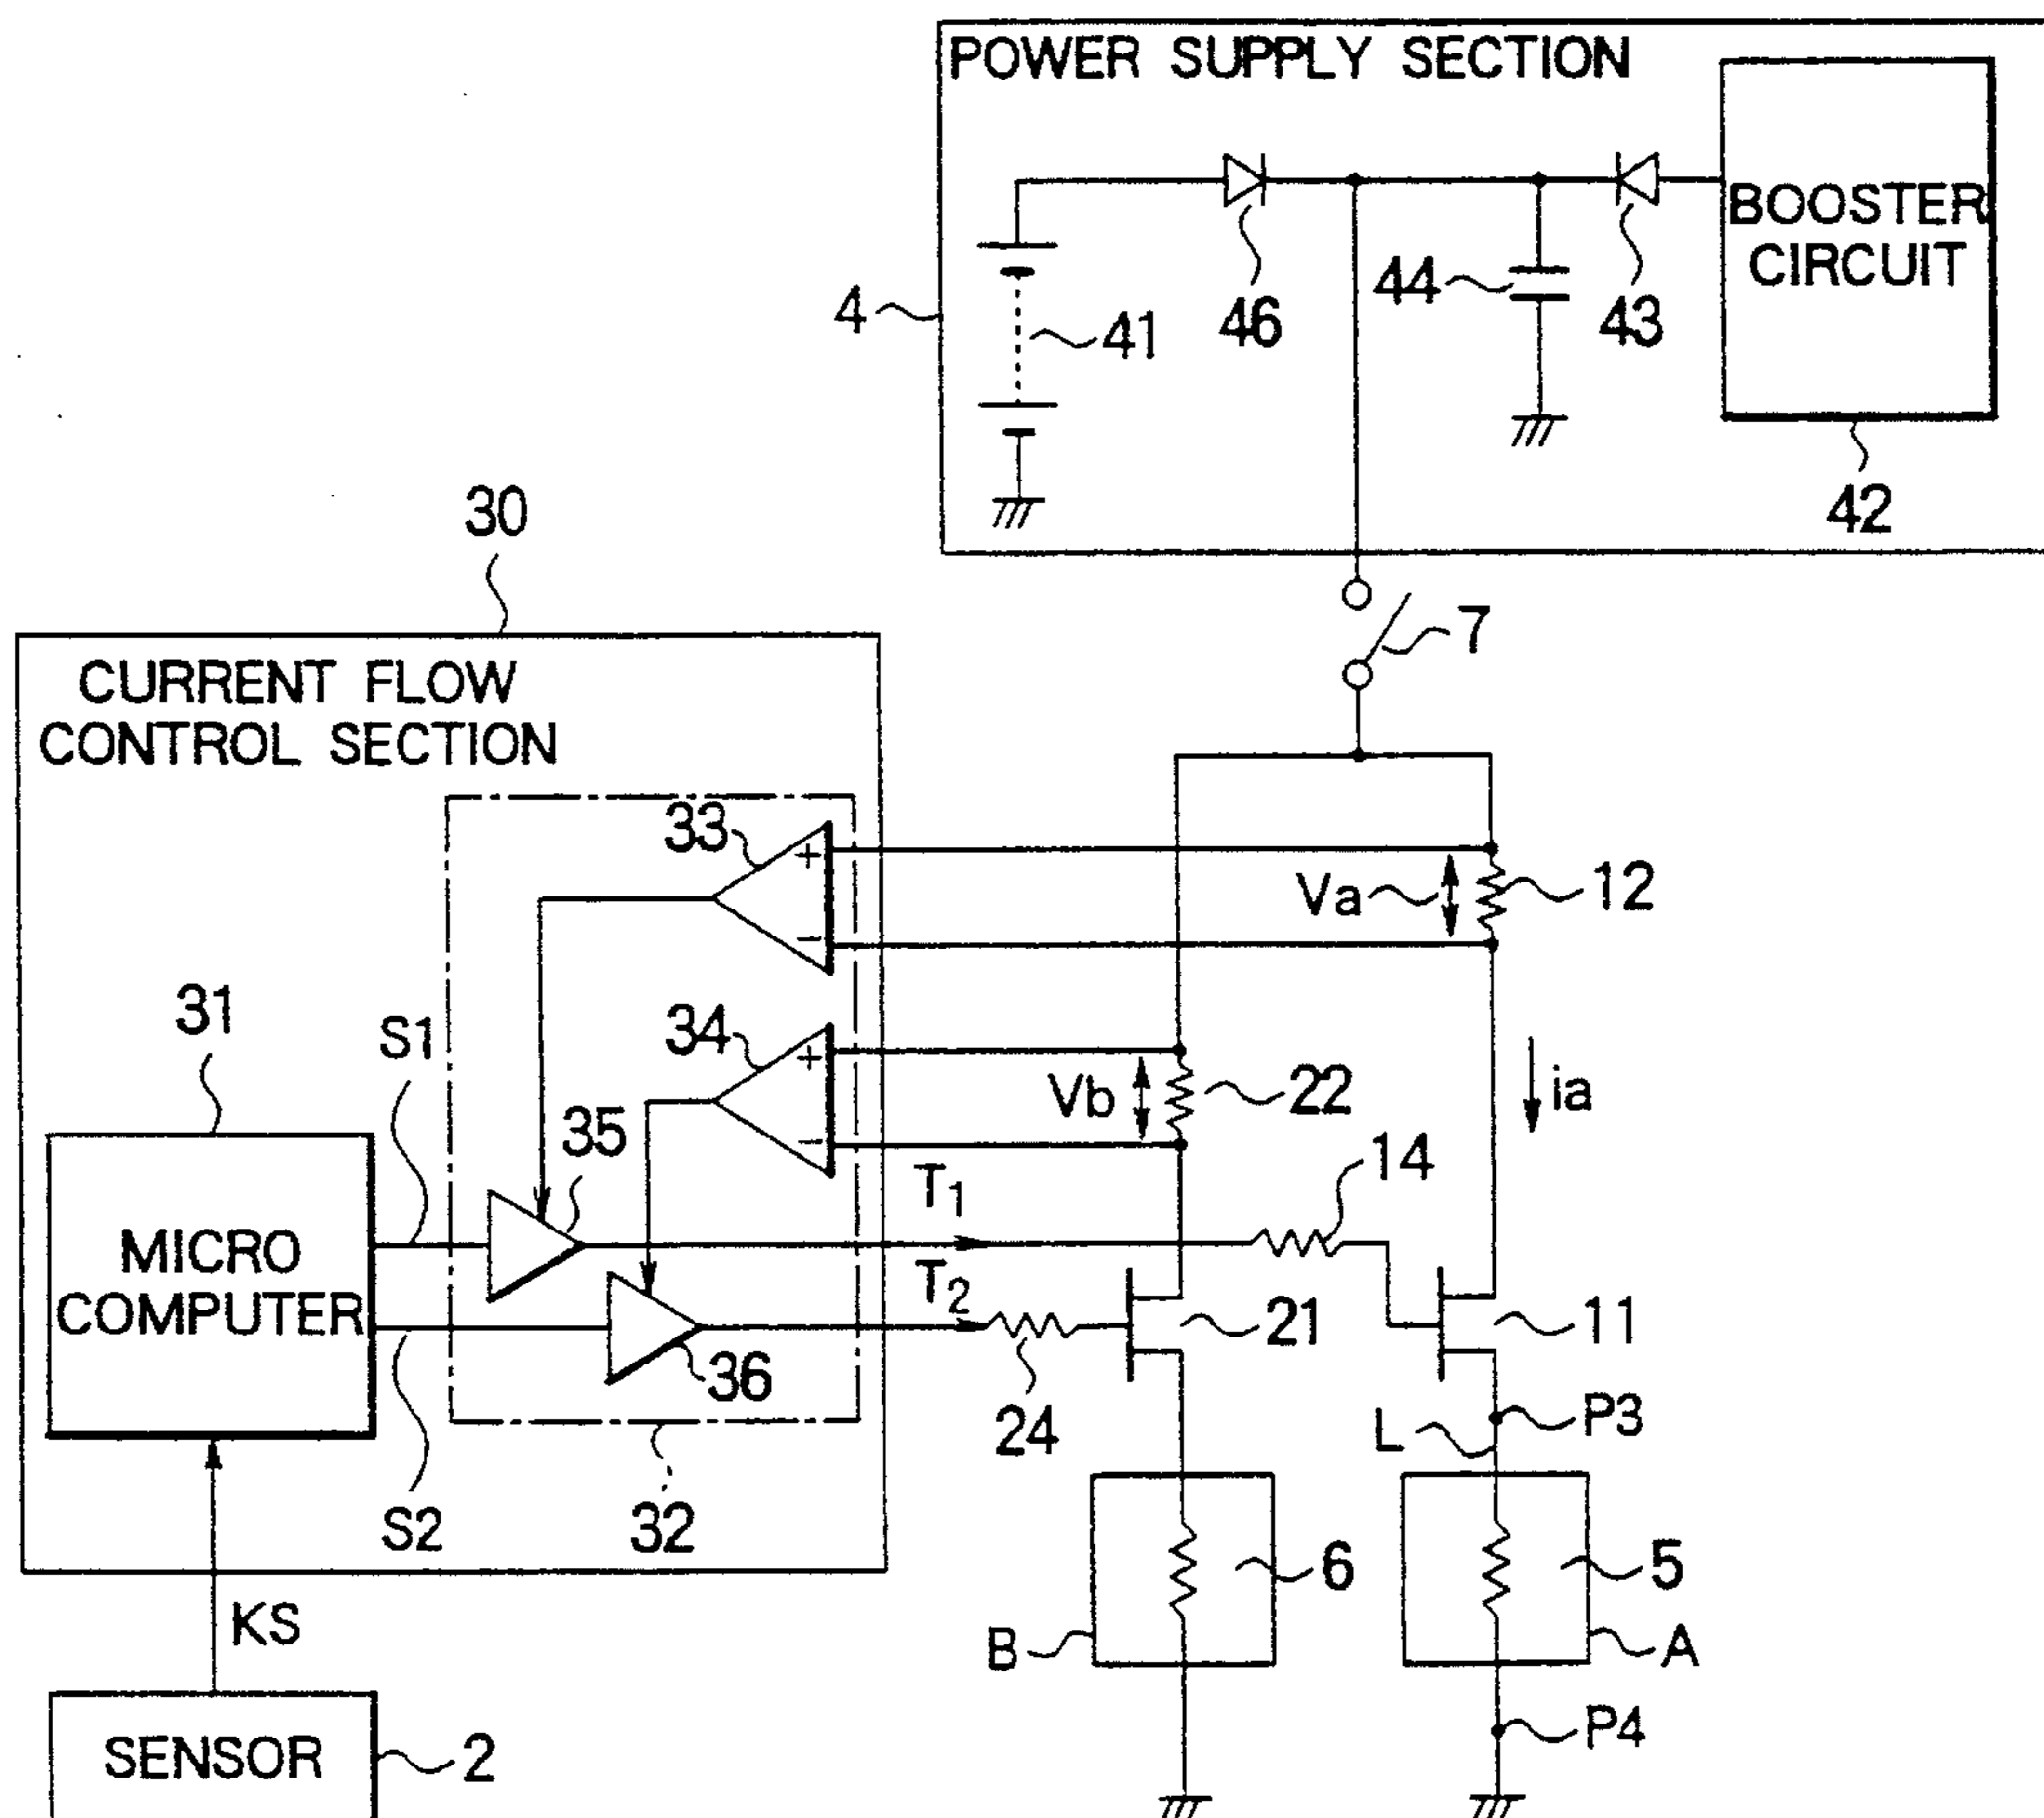 POWER SUPPLY SECTION
BOOSTER
CIRCUIT
4
41
46
44
43
42
30
7
CURRENT FLOW
CONTROL SECTION
33
+
−
Va
12
31
S1
34
+
−
Vb
22
ia
35
T1
14
MICRO
COMPUTER
T2
21
11
36
24
P3
L
S2
32
6
5
KS
B
A
SENSOR
2
P4